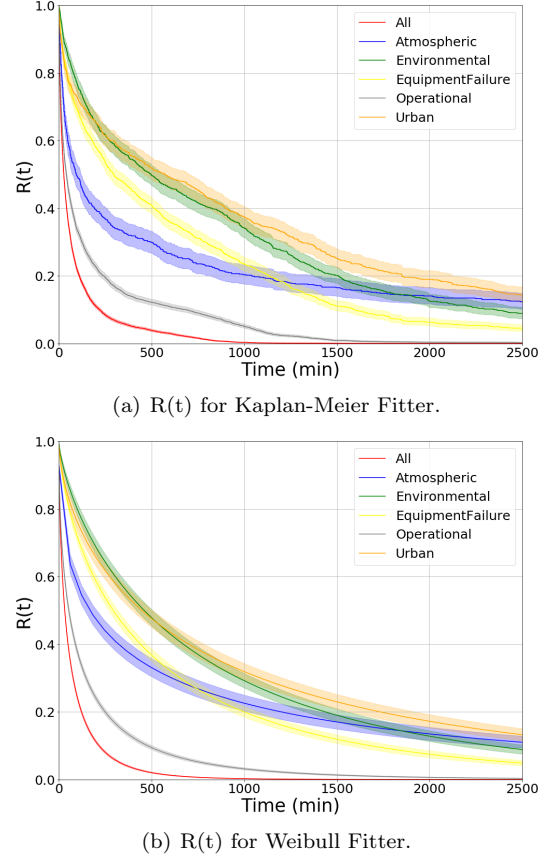 1.0
0.8
0.6
0.4
0.2
0.0
R(t)
All
Atmospheric
Environmental
EquipmentFailure
Operational
Urban
0 500 1000 1500 2000 2500
Time (min)
(a) R(t) for Kaplan-Meier Fitter.
1.0
0.8
0.6
0.4
0.2
0.0
R(t)
All
Atmospheric
Environmental
EquipmentFailure
Operational
Urban
0 500 1000 1500 2000 2500
Time (min)
(b) R(t) for Weibull Fitter.